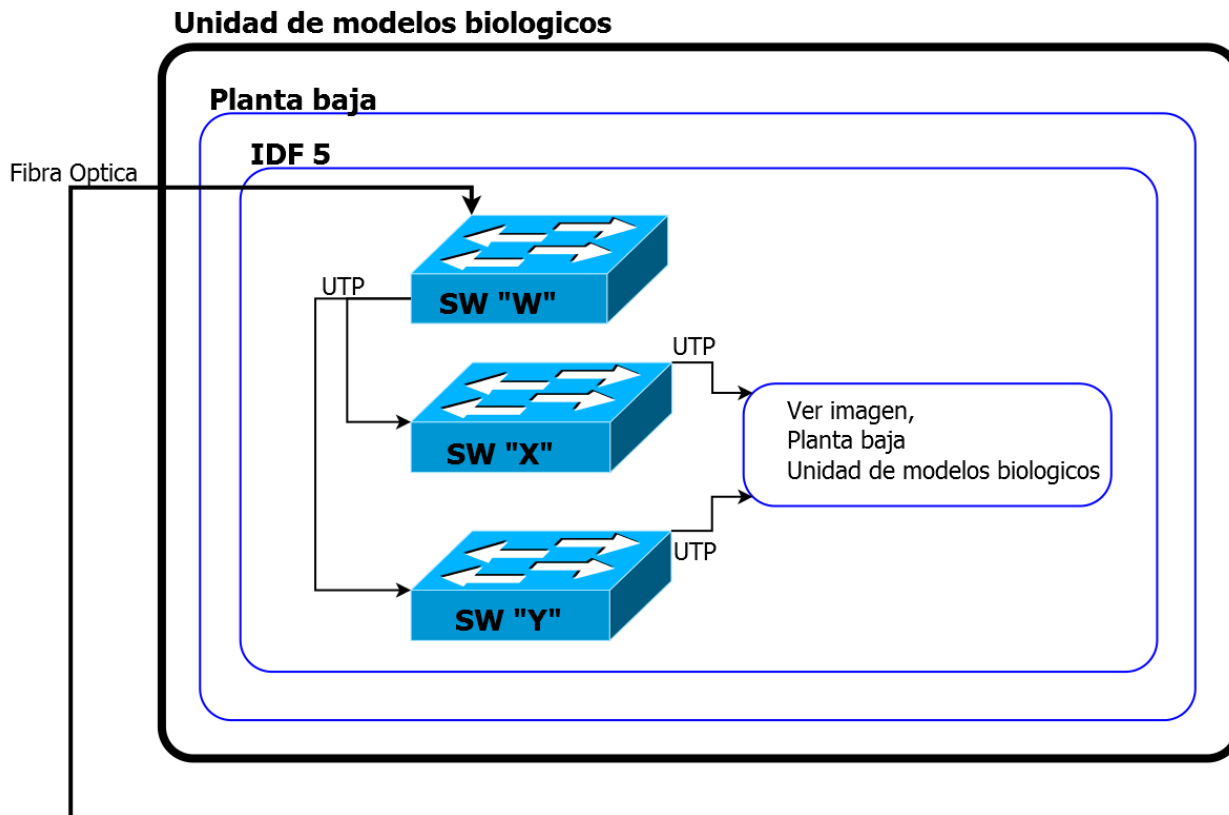 Unidad de modelos biologicos
Planta baja
IDF 5
Fibra Optica
UTP
SW "W"
UTP
SW "X"
Ver imagen,
Planta baja
Unidad de modelos biologicos
UTP
SW "Y"